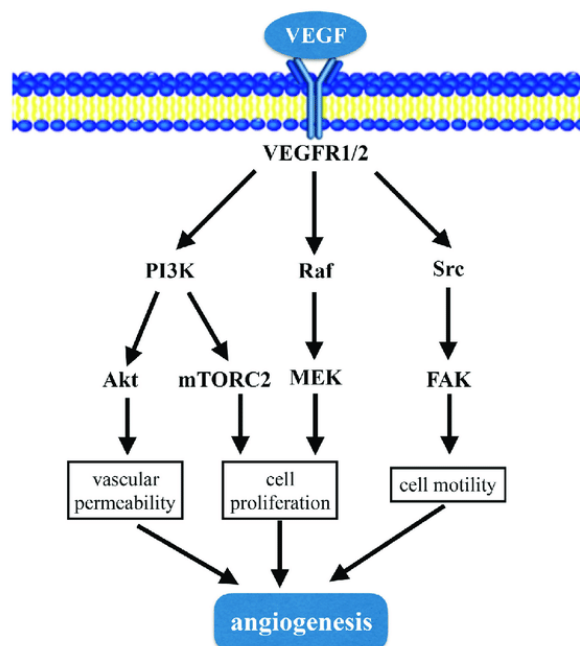 VEGF
VEGFR1/2
PI3K Raf Src
Akt mTORC2 MEK FAK
vascular
permeability
cell
proliferation
cell motility
angiogenesis